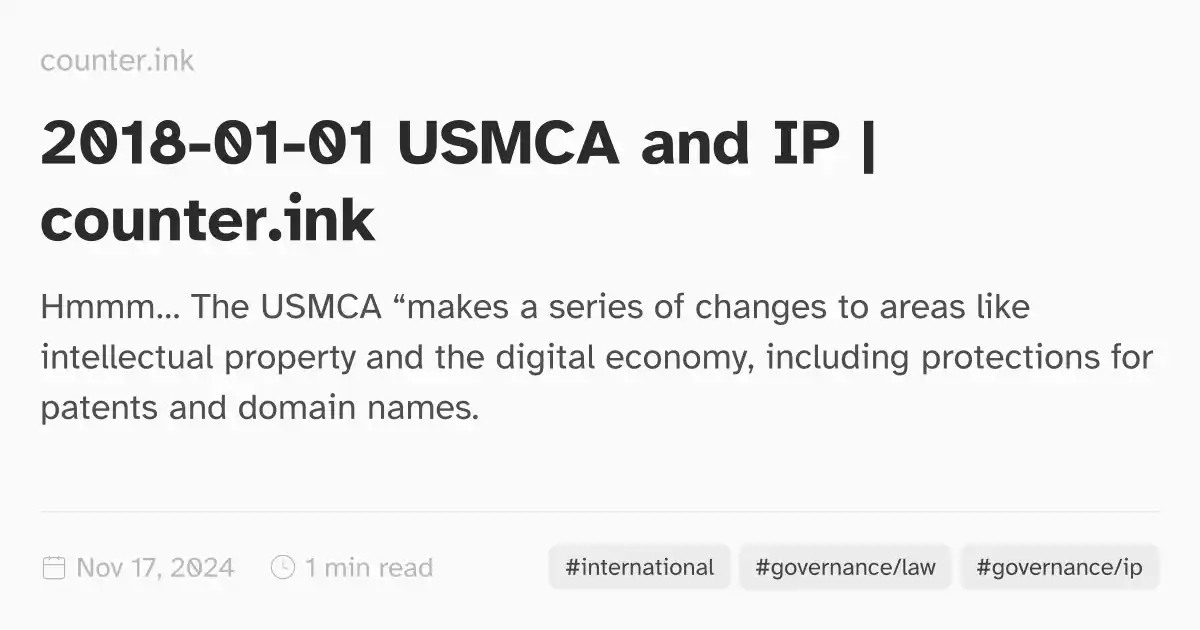 counter.ink
2018-01-01 USMCA and IP |
counter.ink
Hmmm... The USMCA “makes a series of changes to areas like
intellectual property and the digital economy, including protections for
patents and domain names.
Nov 17, 2024 1 min read #international #governance/law #governance/ip